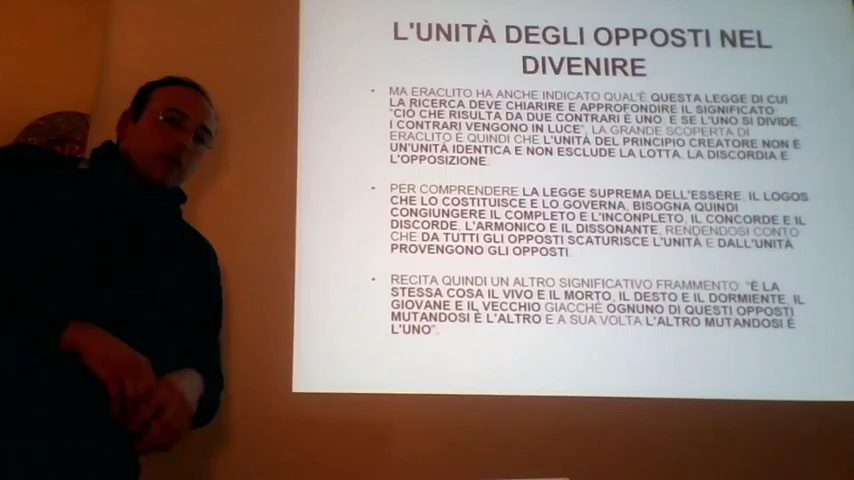 L'UNITÀ DEGLI OPPOSTI NEL
DIVENIRE
• MA ERACLITO HA ANCHE INDICATO QUAL'È QUESTA LEGGE DI CUI
LA RICERCA DEVE CHIARIRE E APPROFONDIRE IL SIGNIFICATO
"CIÒ CHE RISULTA DA DUE CONTRARI È UNO, E SE L'UNO SI DIVIDE,
I CONTRARI VENGONO IN LUCE", LA GRANDE SCOPERTA DI
ERACLITO È QUINDI CHE L'UNITÀ DEL PRINCIPIO CREATORE NON È
UN'UNITÀ IDENTICA E NON ESCLUDE LA LOTTA, LA DISCORDIA E
L'OPPOSIZIONE.
• PER COMPRENDERE LA LEGGE SUPREMA DELL'ESSERE, IL LOGOS
CHE LO COSTITUISCE E LO GOVERNA, BISOGNA QUINDI
CONGIUNGERE IL COMPLETO E L'INCONPLETO, IL CONCORDE E IL
DISCORDE, L'ARMONICO E IL DISSONANTE, RENDENDOSI CONTO
CHE DA TUTTI GLI OPPOSTI SCATURISCE L'UNITÀ E DALL'UNITÀ
PROVENGONO GLI OPPOSTI.
• RECITA QUINDI UN ALTRO SIGNIFICATIVO FRAMMENTO "È LA
STESSA COSA IL VIVO E IL MORTO, IL DESTO E IL DORMIENTE, IL
GIOVANE E IL VECCHIO GIACCHÈ OGNUNO DI QUESTI OPPOSTI
MUTANDOSI È L'ALTRO E A SUA VOLTA L'ALTRO MUTANDOSI È
L'UNO".